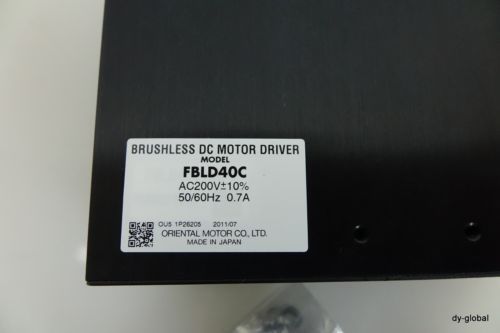 BRUSHLESS DC MOTOR DRIVER
MODEL
FBLD40C
AC200V±10%
50/60Hz 0.7A
OU5 1P26205 2011/07
ORIENTAL MOTOR CO., LTD.
MADE IN JAPAN
dy-global